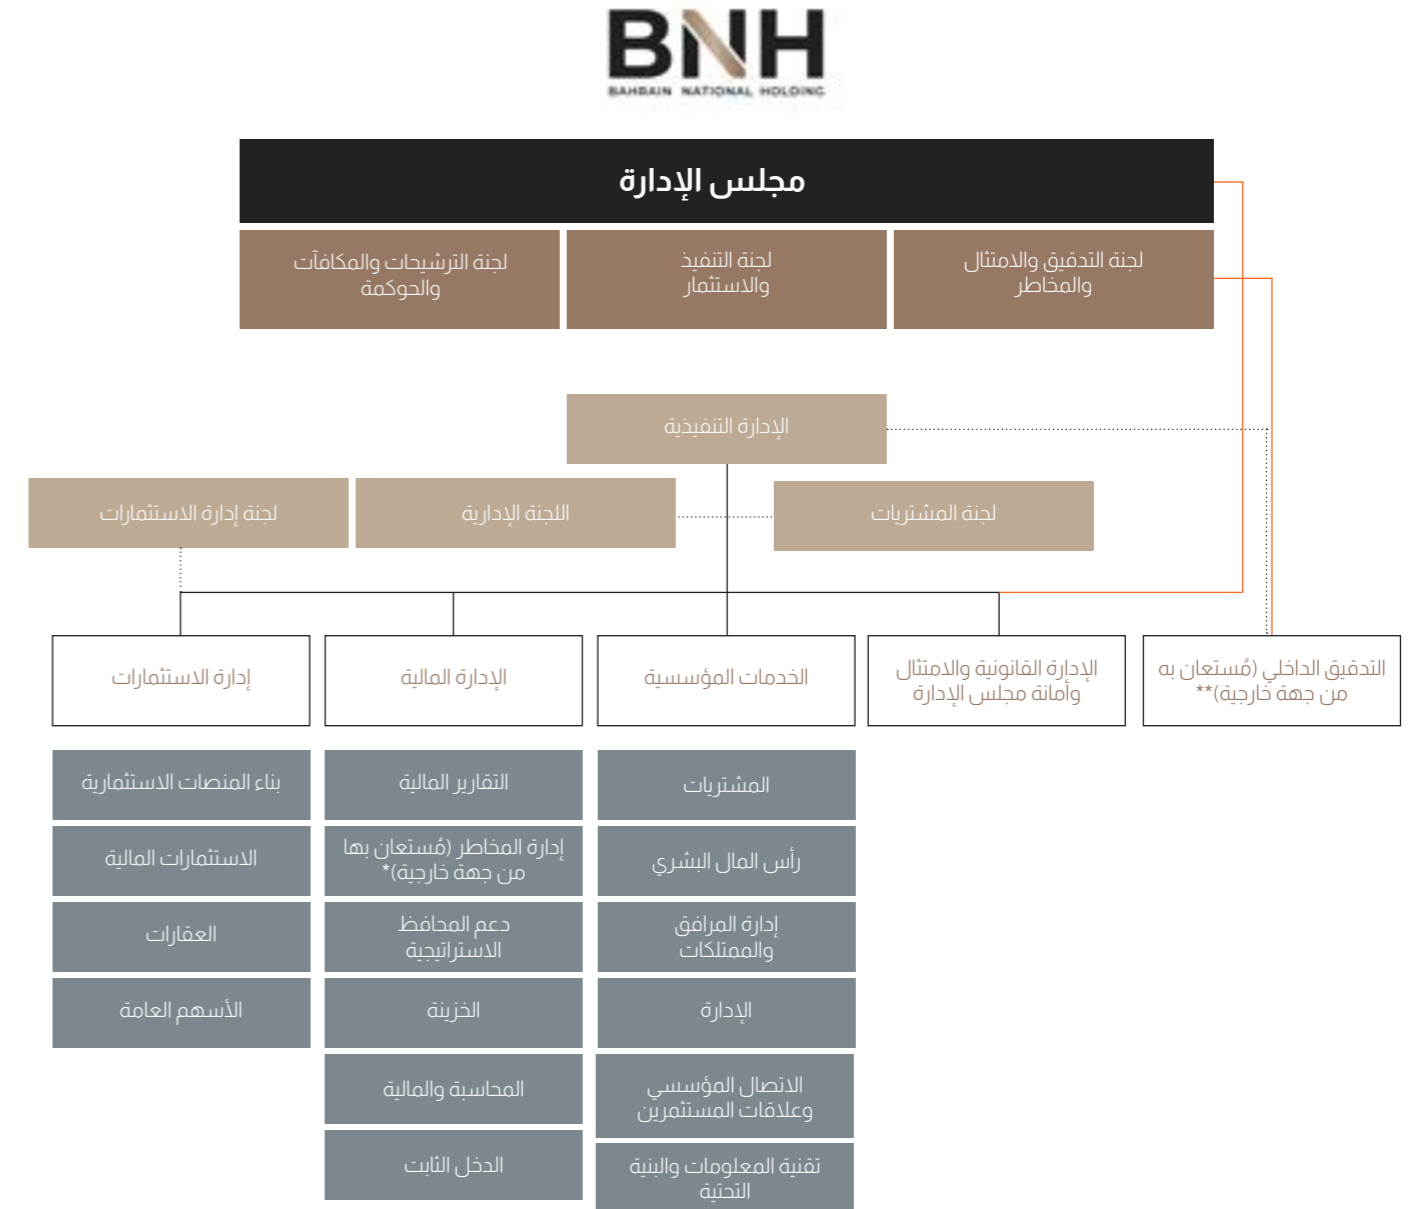 BNH
BAHRAIN NATIONAL HOLDING
مجلس الإدارة
لجنة التدقيق والامتثال
والمخاطر
لجنة التنفيذ
والاستثمار
لجنة الترشيحات والمكافآت
والحوكمة
الإدارة التنفيذية
لجنة المشتريات
اللجنة الإدارية
لجنة إدارة الاستثمارات
التدقيق الداخلي (مُستعان به
من جهة خارجية)**
الإدارة القانونية والامتثال
وأمانة مجلس الإدارة
الخدمات المؤسسية
الإدارة المالية
إدارة الاستثمارات
المشتريات
رأس المال البشري
إدارة المرافق
والممتلكات
الإدارة
الاتصال المؤسسي
وعلاقات المستثمرين
تقنية المعلومات والبنية
التحتية
التقارير المالية
إدارة المخاطر (مُستعان بها
من جهة خارجية)*
دعم المحافظ
الاستراتيجية
الخزينة
المحاسبة والمالية
الدخل الثابت
بناء المنصات الاستثمارية
الاستثمارات المالية
العقارات
الأسهم العامة